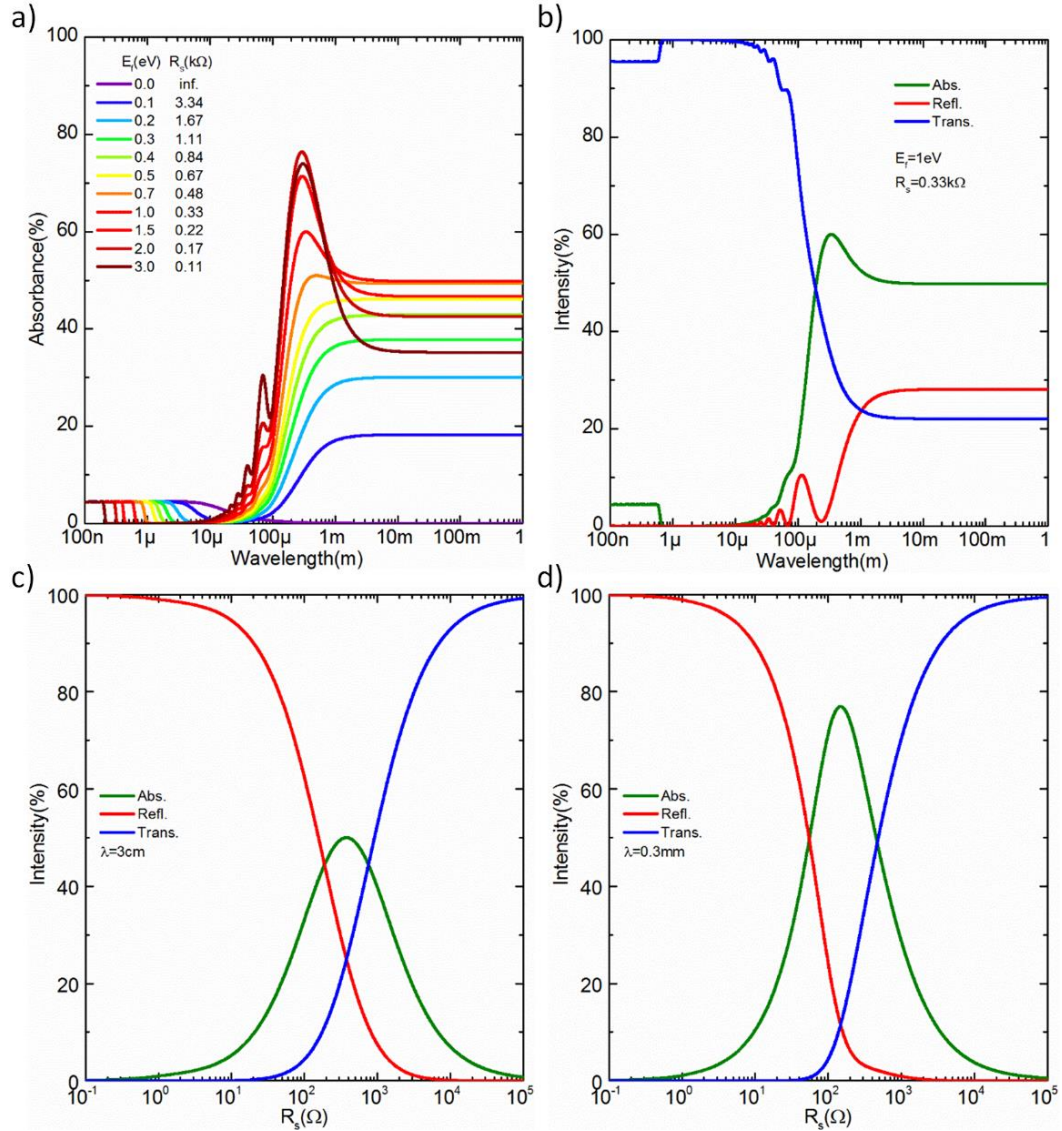 a)
100
80
60
40
20
0
Absorbance(%)
E_f(eV) R_s(kΩ)
0.0 inf.
0.1 3.34
0.2 1.67
0.3 1.11
0.4 0.84
0.5 0.67
0.7 0.48
1.0 0.33
1.5 0.22
2.0 0.17
3.0 0.11
100n 1µ 10µ 100µ 1m 10m 100m 1
Wavelength(m)
b)
100
80
60
40
20
0
Intensity(%)
Abs.
Refl.
Trans.
E_f=1eV
R_s=0.33kΩ
100n 1µ 10µ 100µ 1m 10m 100m 1
Wavelength(m)
c)
100
80
60
40
20
0
Intensity(%)
Abs.
Refl.
Trans.
λ=3cm
10⁻¹ 10⁰ 10¹ 10² 10³ 10⁴ 10⁵
R_s(Ω)
d)
100
80
60
40
20
0
Intensity(%)
Abs.
Refl.
Trans.
λ=0.3mm
10⁻¹ 10⁰ 10¹ 10² 10³ 10⁴ 10⁵
R_s(Ω)